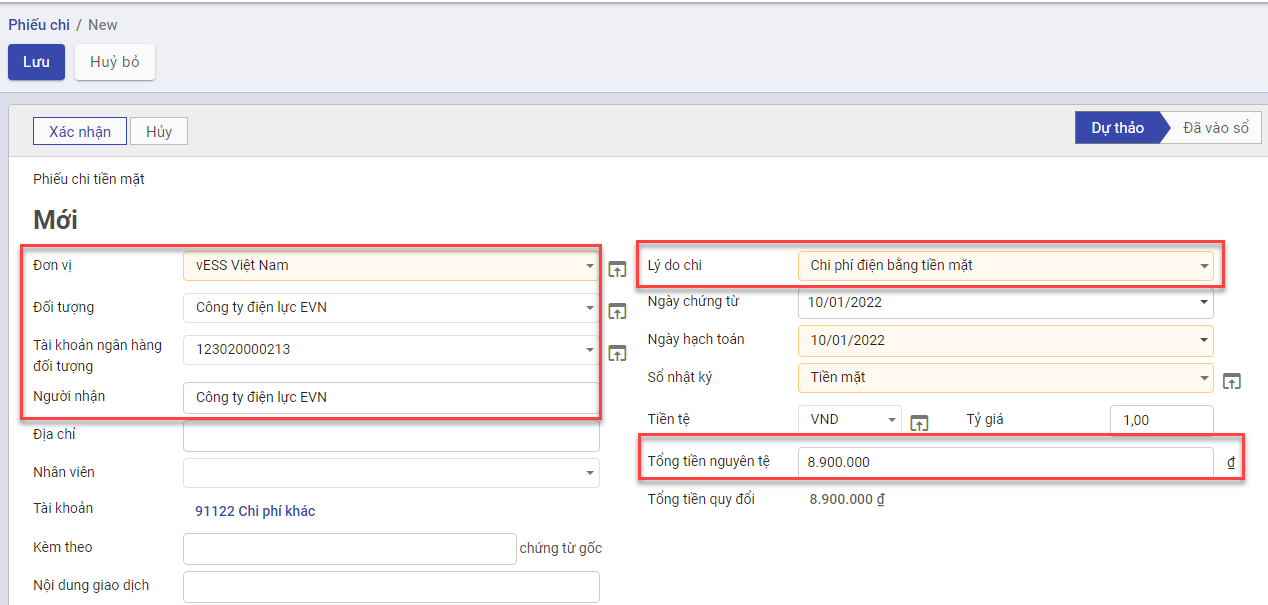 Phiếu chi / New
Lưu
Huỷ bỏ
Xác nhận
Hủy
Dự thảo
Đã vào sổ
Phiếu chi tiền mặt
Mới
Đơn vị
vESS Việt Nam
Đối tượng
Công ty điện lực EVN
Tài khoản ngân hàng
đối tượng
123020000213
Người nhận
Công ty điện lực EVN
Địa chỉ
Nhân viên
Tài khoản
91122 Chi phí khác
Kèm theo
chứng từ gốc
Nội dung giao dịch
Lý do chi
Chi phí điện bằng tiền mặt
Ngày chứng từ
10/01/2022
Ngày hạch toán
10/01/2022
Sổ nhật ký
Tiền mặt
Tiền tệ
VND
Tỷ giá
1,00
Tổng tiền nguyên tệ
8.900.000
₫
Tổng tiền quy đổi
8.900.000 ₫